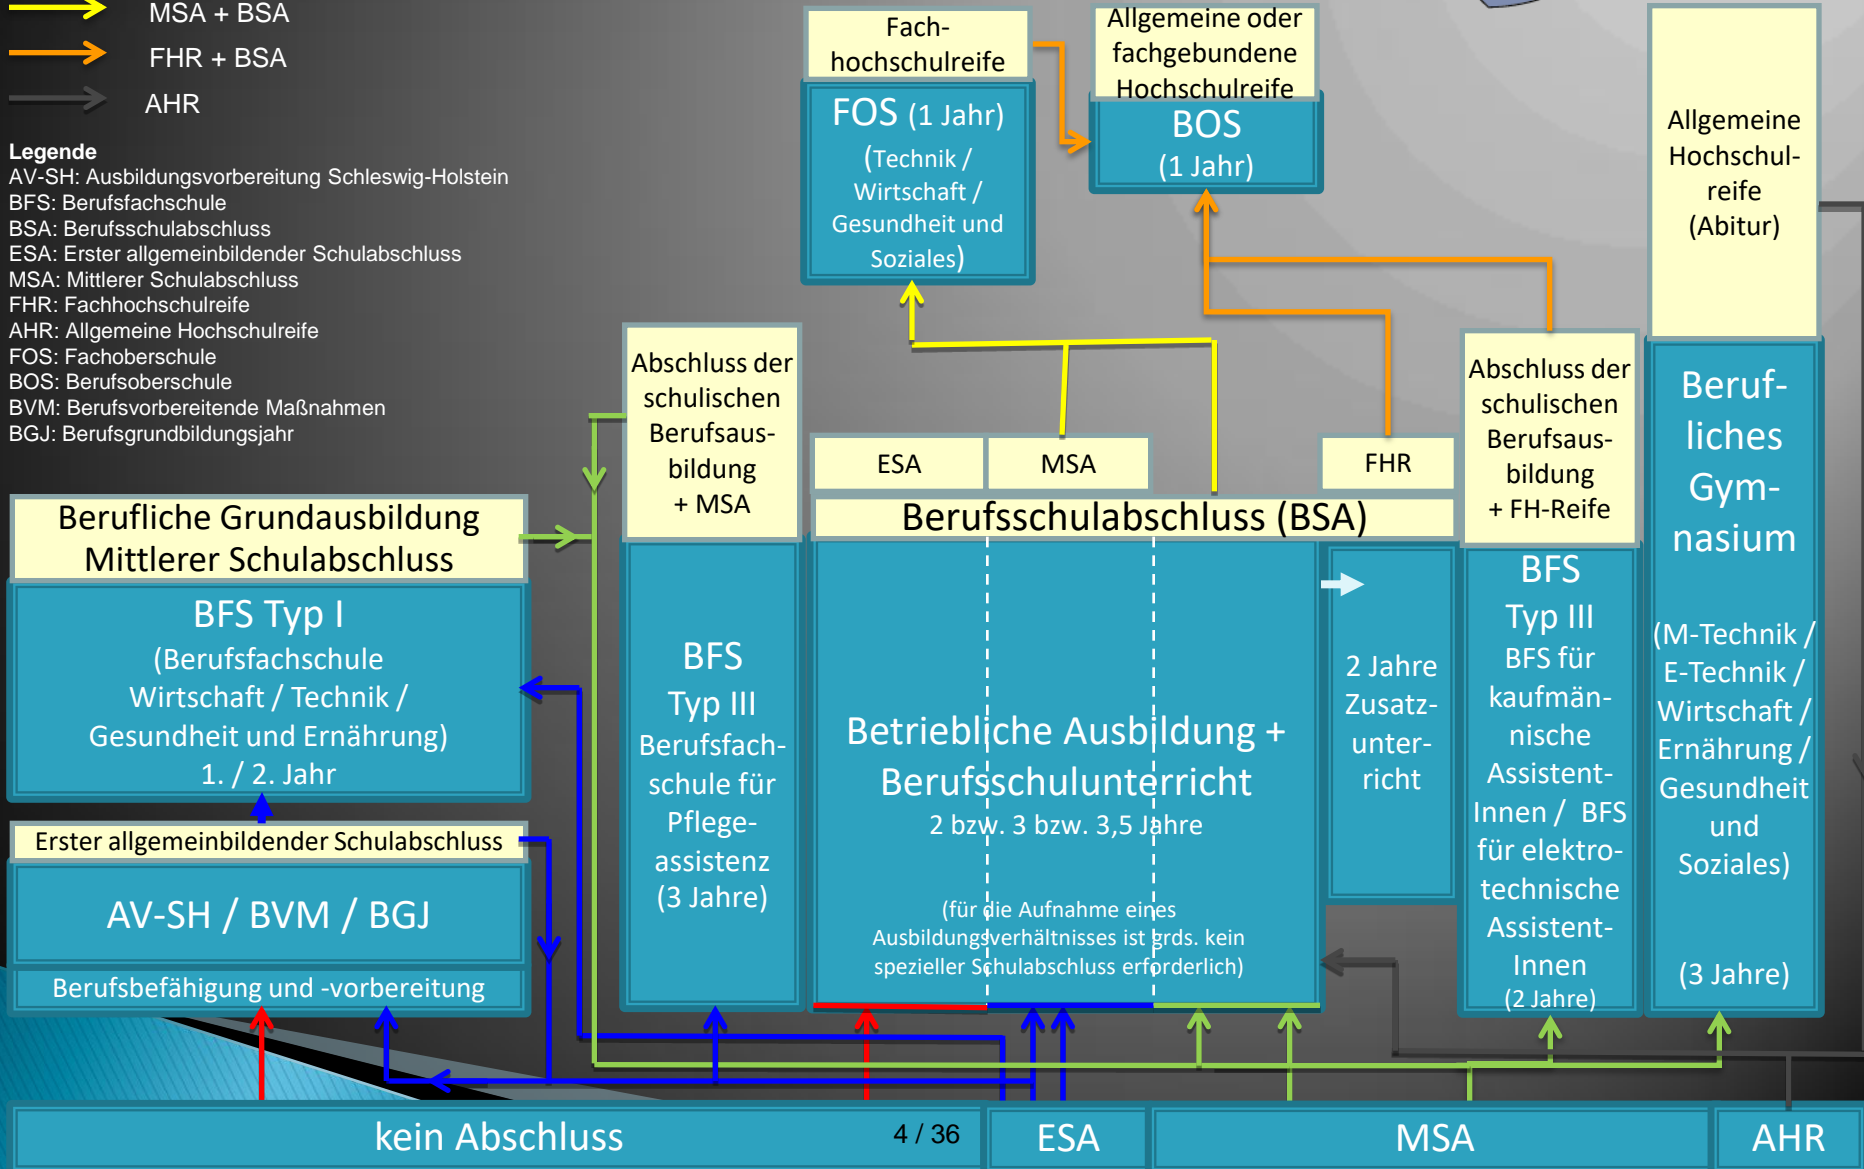 MSA + BSA
FHR + BSA
AHR
Legende
AV-SH: Ausbildungsvorbereitung Schleswig-Holstein
BFS: Berufsfachschule
BSA: Berufsschulabschluss
ESA: Erster allgemeinbildender Schulabschluss
MSA: Mittlerer Schulabschluss
FHR: Fachhochschulreife
AHR: Allgemeine Hochschulreife
FOS: Fachoberschule
BOS: Berufsoberschule
BVM: Berufsvorbereitende Maßnahmen
BGJ: Berufsgrundbildungsjahr
Fach-
hochschulreife
FOS (1 Jahr)
(Technik /
Wirtschaft /
Gesundheit und
Soziales)
Allgemeine oder
fachgebundene
Hochschulreife
BOS
(1 Jahr)
Allgemeine
Hochschul-
reife
(Abitur)
Beruf-
liches
Gym-
nasium
(M-Technik /
E-Technik /
Wirtschaft /
Ernährung /
Gesundheit
und
Soziales)
(3 Jahre)
Berufliche Grundausbildung
Mittlerer Schulabschluss
BFS Typ I
(Berufsfachschule
Wirtschaft / Technik /
Gesundheit und Ernährung)
1. / 2. Jahr
Erster allgemeinbildender Schulabschluss
AV-SH / BVM / BGJ
Berufsbefähigung und -vorbereitung
Abschluss der
schulischen
Berufsaus-
bildung
+ MSA
BFS
Typ III
Berufsfach-
schule für
Pflege-
assistenz
(3 Jahre)
ESA
MSA
FHR
Berufsschulabschluss (BSA)
Betriebliche Ausbildung +
Berufsschulunterricht
2 bzw. 3 bzw. 3,5 Jahre
(für die Aufnahme eines
Ausbildungsverhältnisses ist grds. kein
spezieller Schulabschluss erforderlich)
2 Jahre
Zusatz-
unter-
richt
Abschluss der
schulischen
Berufsaus-
bildung
+ FH-Reife
BFS
Typ III
BFS für
kaufmän-
nische
Assistent-
Innen / BFS
für elektro-
technische
Assistent-
Innen
(2 Jahre)
kein Abschluss
4 / 36
ESA
MSA
AHR